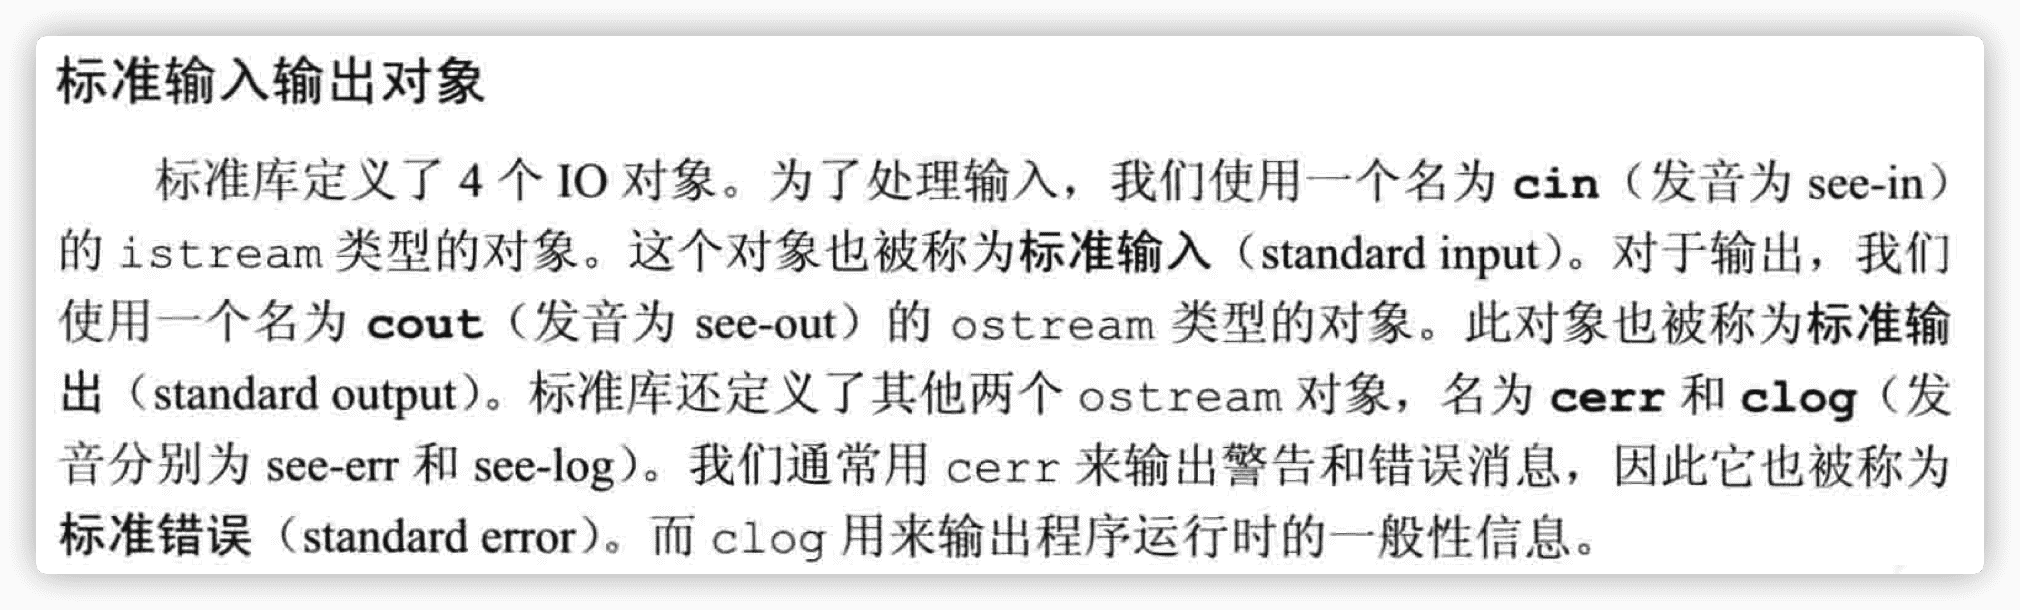 标准输入输出对象
标准库定义了 4 个 IO 对象。为了处理输入，我们使用一个名为 cin（发音为 see-in）
的 istream 类型的对象。这个对象也被称为标准输入（standard input）。对于输出，我们
使用一个名为 cout（发音为 see-out）的 ostream 类型的对象。此对象也被称为标准输
出（standard output）。标准库还定义了其他两个 ostream 对象，名为 cerr 和 clog（发
音分别为 see-err 和 see-log）。我们通常用 cerr 来输出警告和错误消息，因此它也被称为
标准错误（standard error）。而 clog 用来输出程序运行时的一般性信息。